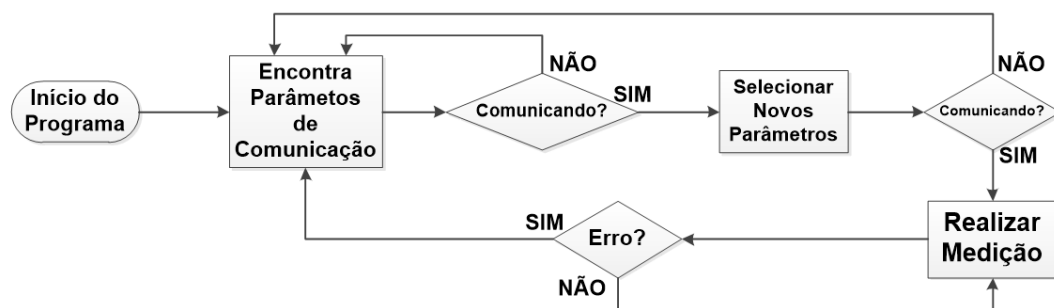 Início do
Programa
Encontra
Parâmetos
de
Comunicação
NÃO
Comunicando?
SIM
Selecionar
Novos
Parâmetros
NÃO
Comunicando?
SIM
Realizar
Medição
Erro?
SIM
NÃO